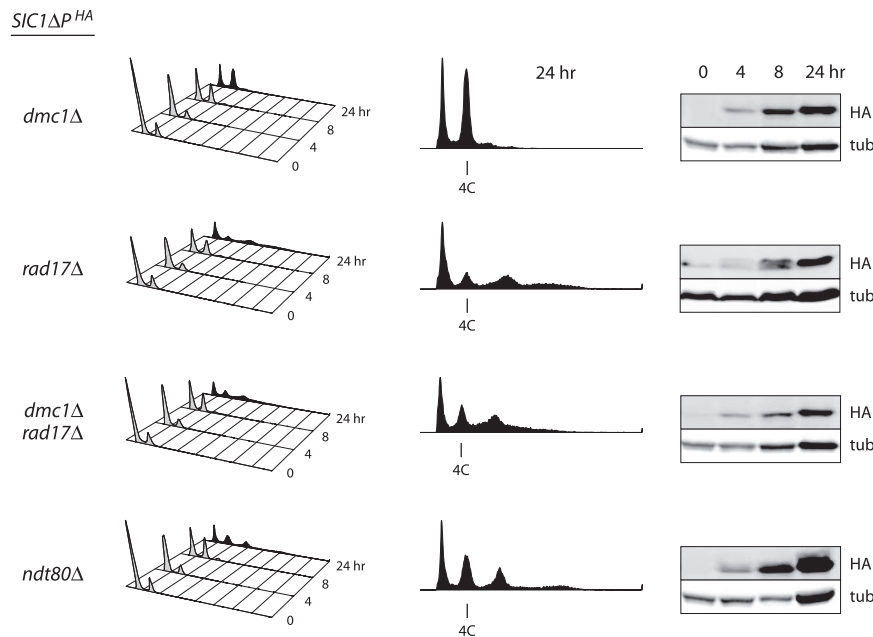 SIC1ΔP HA
24 hr
0 4 8 24 hr
dmc1Δ
24 hr
8
4
0
4C
HA
tub
rad17Δ
24 hr
8
4
0
4C
HA
tub
dmc1Δ
rad17Δ
24 hr
8
4
0
4C
HA
tub
ndt80Δ
24 hr
8
4
0
4C
HA
tub